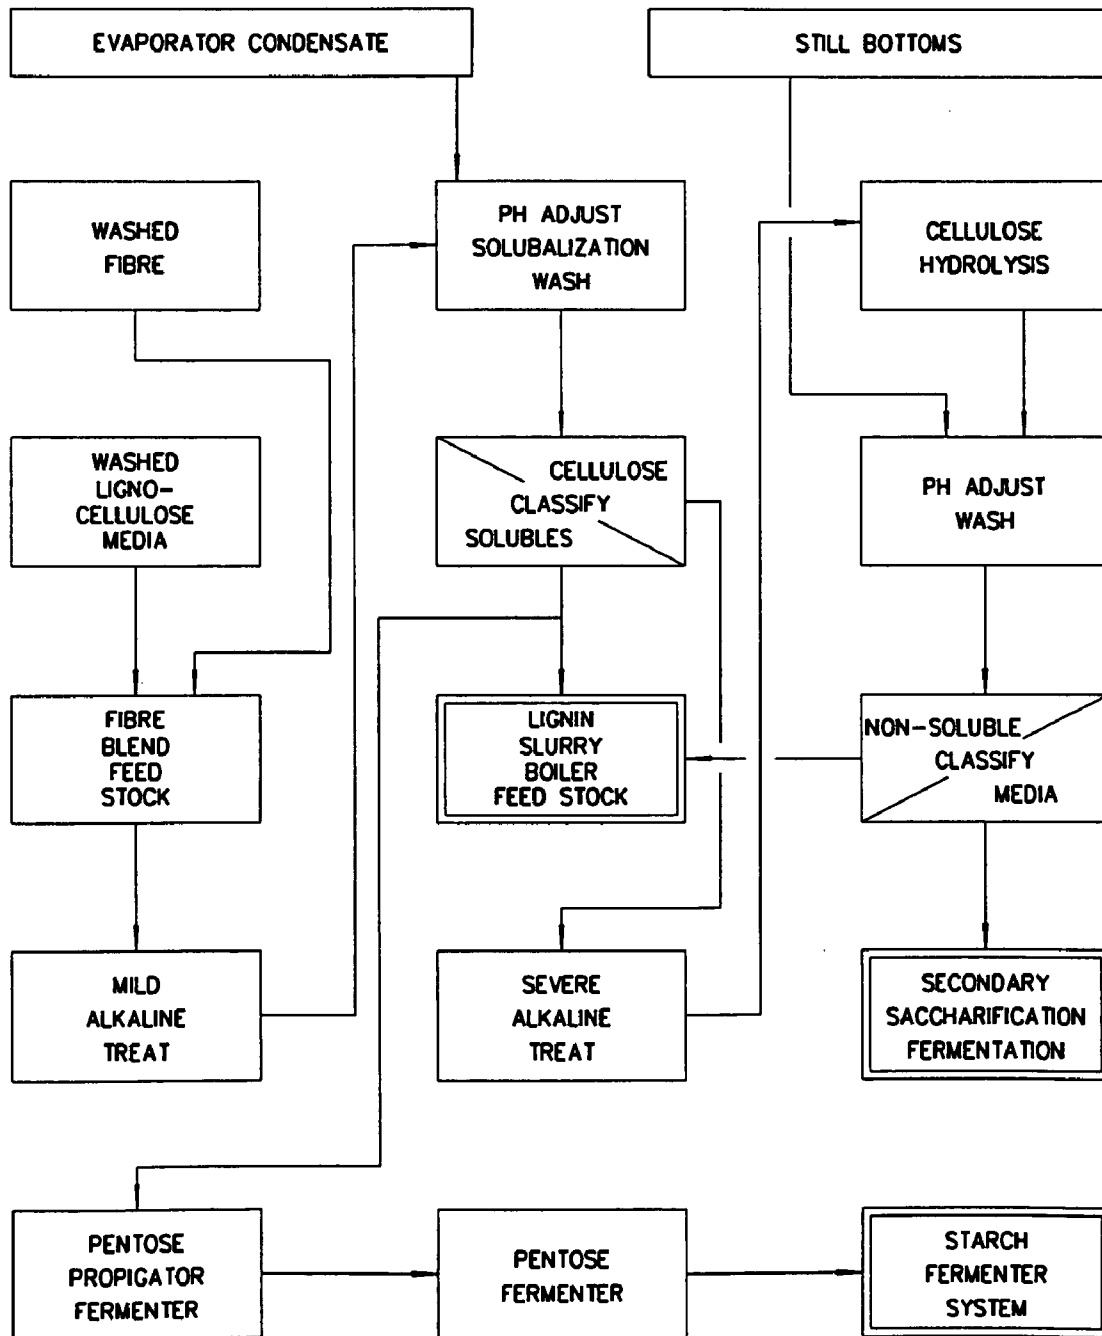 EVAPORATOR CONDENSATE
STILL BOTTOMS
WASHED
FIBRE
PH ADJUST
SOLUBALIZATION
WASH
CELLULOSE
HYDROLYSIS
WASHED
LIGNO-
CELLULOSE
MEDIA
CELLULOSE
CLASSIFY
SOLUBLES
PH ADJUST
WASH
FIBRE
BLEND
FEED
STOCK
LIGNIN
SLURRY
BOILER
FEED STOCK
NON-SOLUBLE
CLASSIFY
MEDIA
MILD
ALKALINE
TREAT
SEVERE
ALKALINE
TREAT
SECONDARY
SACCHARIFICATION
FERMENTATION
PENTOSE
PROPIGATOR
FERMENTER
PENTOSE
FERMENTER
STARCH
FERMENTER
SYSTEM